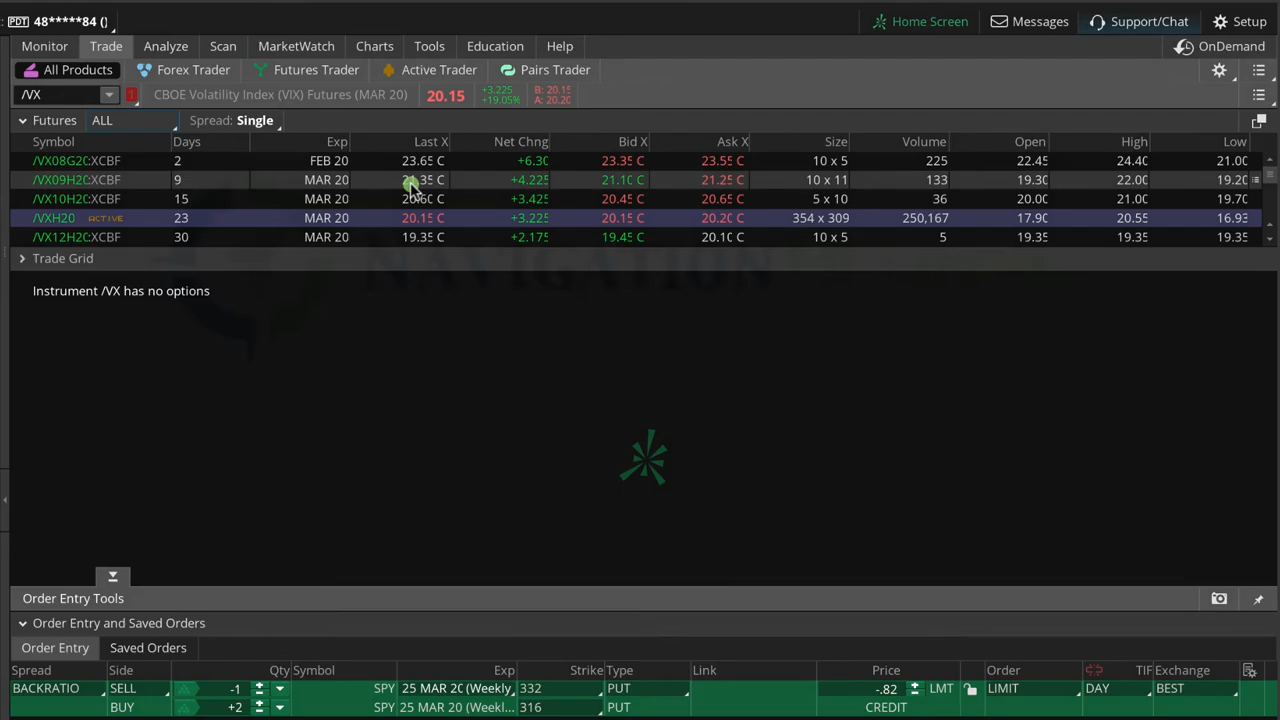 PDT 48*****84 ()
Home Screen Messages Support/Chat Setup
Monitor Trade Analyze Scan MarketWatch Charts Tools Education Help OnDemand
All Products Forex Trader Futures Trader Active Trader Pairs Trader
/VX 1 CBOE Volatility Index (VIX) Futures (MAR 20) 20.15 +3.225 +19.05% B: 20.15 A: 20.20
Futures ALL Spread: Single
Symbol Days Exp Last X Net Chng Bid X Ask X Size Volume Open High Low
/VX08G20:XCBF 2 FEB 20 23.65 C +6.30 23.35 C 23.55 C 10 x 5 225 22.45 24.40 21.00
/VX09H20:XCBF 9 MAR 20 21.35 C +4.225 21.10 C 21.25 C 10 x 11 133 19.30 22.00 19.20
/VX10H20:XCBF 15 MAR 20 20.60 C +3.425 20.45 C 20.65 C 5 x 10 36 20.00 21.00 19.70
/VXH20 ACTIVE 23 MAR 20 20.15 C +3.225 20.15 C 20.20 C 354 x 309 250,167 17.90 20.55 16.93
/VX12H20:XCBF 30 MAR 20 19.35 C +2.175 19.45 C 20.10 C 10 x 5 5 19.35 19.35 19.35
Trade Grid
NAVIGATION
Instrument /VX has no options
Order Entry Tools
Order Entry and Saved Orders
Order Entry Saved Orders
Spread Side Qty Symbol Exp Strike Type Link Price Order TIF Exchange
BACKRATIO SELL -1 SPY 25 MAR 20 (Weekly) 332 PUT -.82 LMT LIMIT DAY BEST
BUY +2 SPY 25 MAR 20 (Weekl... 316 PUT CREDIT